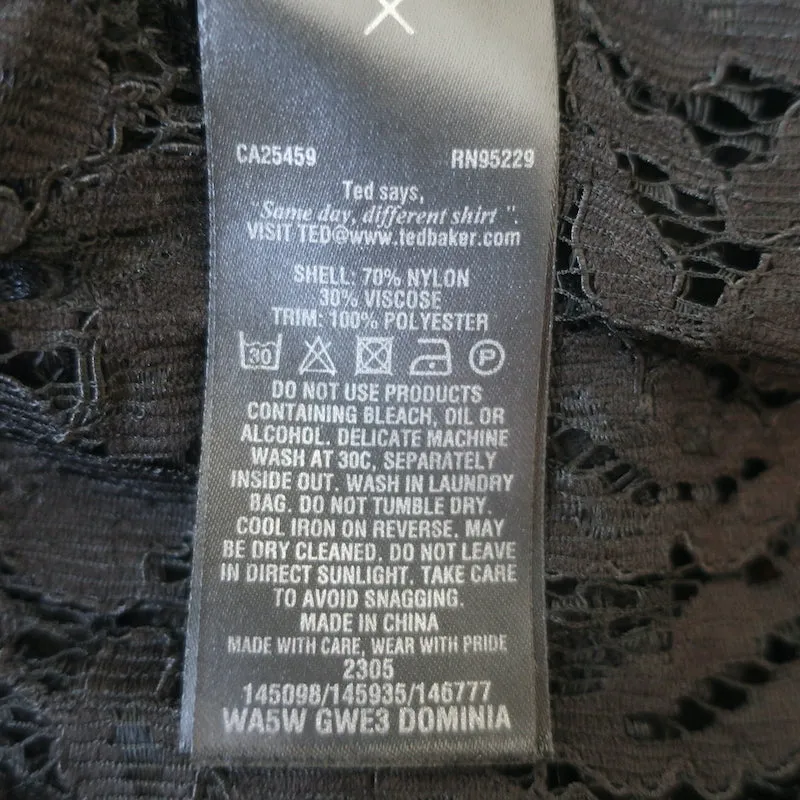 CA25459 RN95229
Ted says,
"Same day, different shirt ".
VISIT TED@www.tedbaker.com
SHELL: 70% NYLON
30% VISCOSE
TRIM: 100% POLYESTER
30 P
DO NOT USE PRODUCTS
CONTAINING BLEACH, OIL OR
ALCOHOL. DELICATE MACHINE
WASH AT 30C, SEPARATELY
INSIDE OUT. WASH IN LAUNDRY
BAG. DO NOT TUMBLE DRY.
COOL IRON ON REVERSE. MAY
BE DRY CLEANED. DO NOT LEAVE
IN DIRECT SUNLIGHT. TAKE CARE
TO AVOID SNAGGING.
MADE IN CHINA
MADE WITH CARE, WEAR WITH PRIDE
2305
145098/145935/146777
WA5W GWE3 DOMINIA